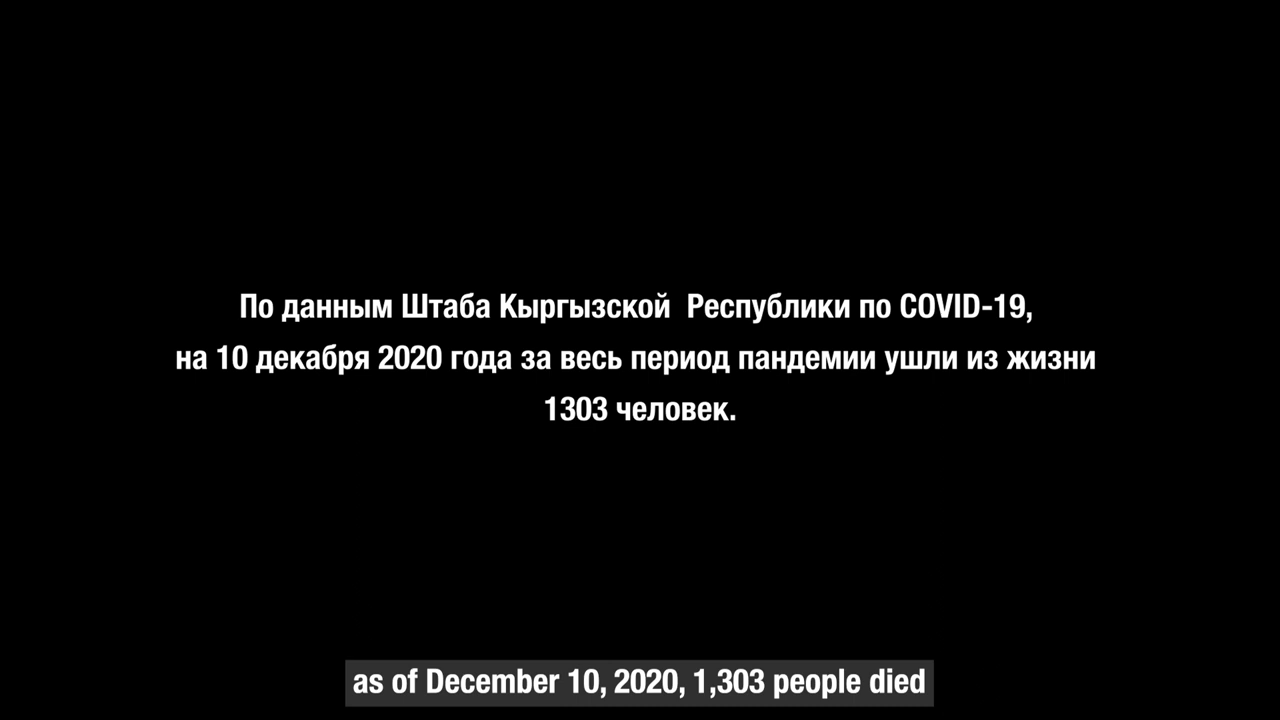 По данным Штаба Кыргызской  Республики по COVID-19,
на 10 декабря 2020 года за весь период пандемии ушли из жизни
1303 человек.
as of December 10, 2020, 1,303 people died